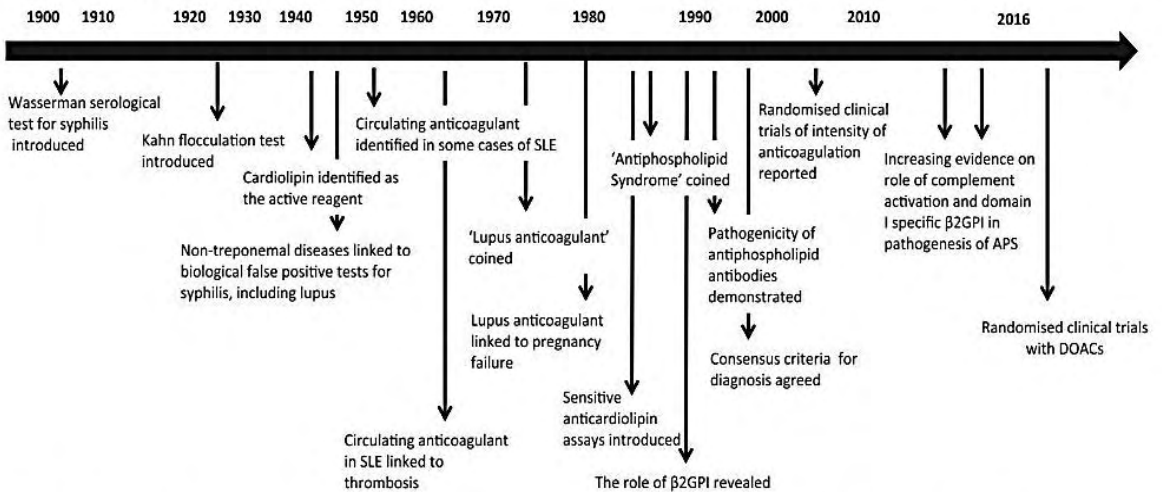 1900 1910 1920 1930 1940 1950 1960 1970 1980 1990 2000 2010 2016
Wasserman serological
test for syphilis
introduced
Kahn flocculation test
introduced
Cardiolipin identified as
the active reagent
Non-treponemal diseases linked to
biological false positive tests for
syphilis, including lupus
Circulating anticoagulant
identified in some cases of SLE
Circulating anticoagulant
in SLE linked to
thrombosis
'Lupus anticoagulant'
coined
Lupus anticoagulant
linked to pregnancy
failure
Sensitive
anticardiolipin
assays introduced
'Antiphospholipid
Syndrome' coined
The role of β2GPI revealed
Pathogenicity of
antiphospholipid
antibodies
demonstrated
Consensus criteria for
diagnosis agreed
Randomised clinical
trials of intensity of
anticoagulation
reported
Increasing evidence on
role of complement
activation and domain
I specific β2GPI in
pathogenesis of APS
Randomised clinical trials
with DOACs